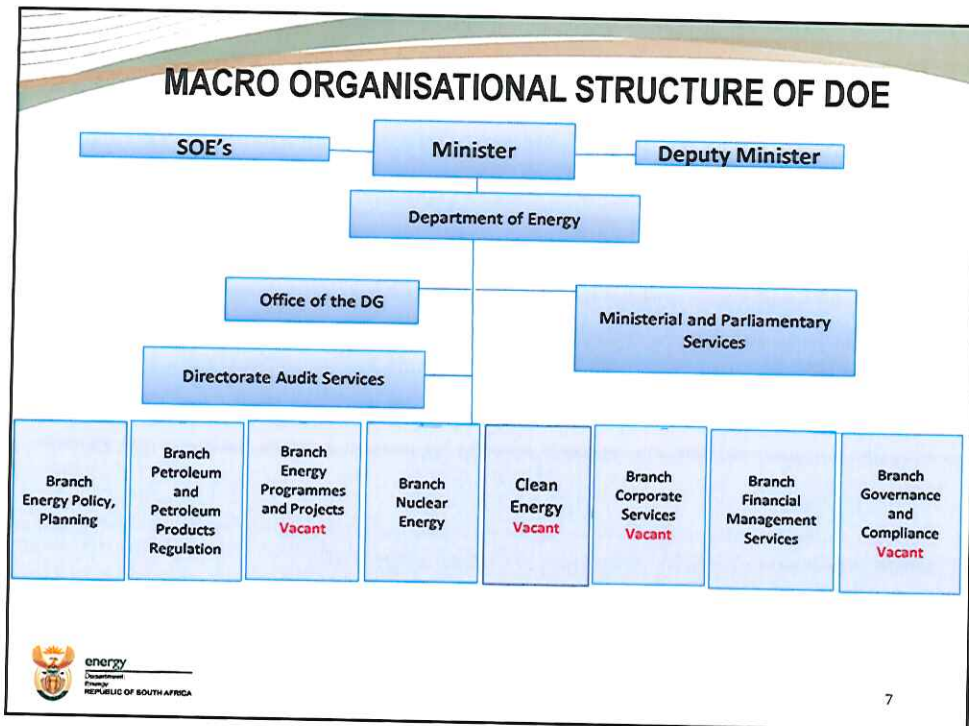 MACRO ORGANISATIONAL STRUCTURE OF DOE
SOE's
Minister
Deputy Minister
Department of Energy
Office of the DG
Ministerial and Parliamentary
Services
Directorate Audit Services
Branch
Energy Policy,
Planning
Branch
Petroleum
and
Petroleum
Products
Regulation
Branch
Energy
Programmes
and Projects
Vacant
Branch
Nuclear
Energy
Clean
Energy
Vacant
Branch
Corporate
Services
Vacant
Branch
Financial
Management
Services
Branch
Governance
and
Compliance
Vacant
energy
Department:
Energy
REPUBLIC OF SOUTH AFRICA
7